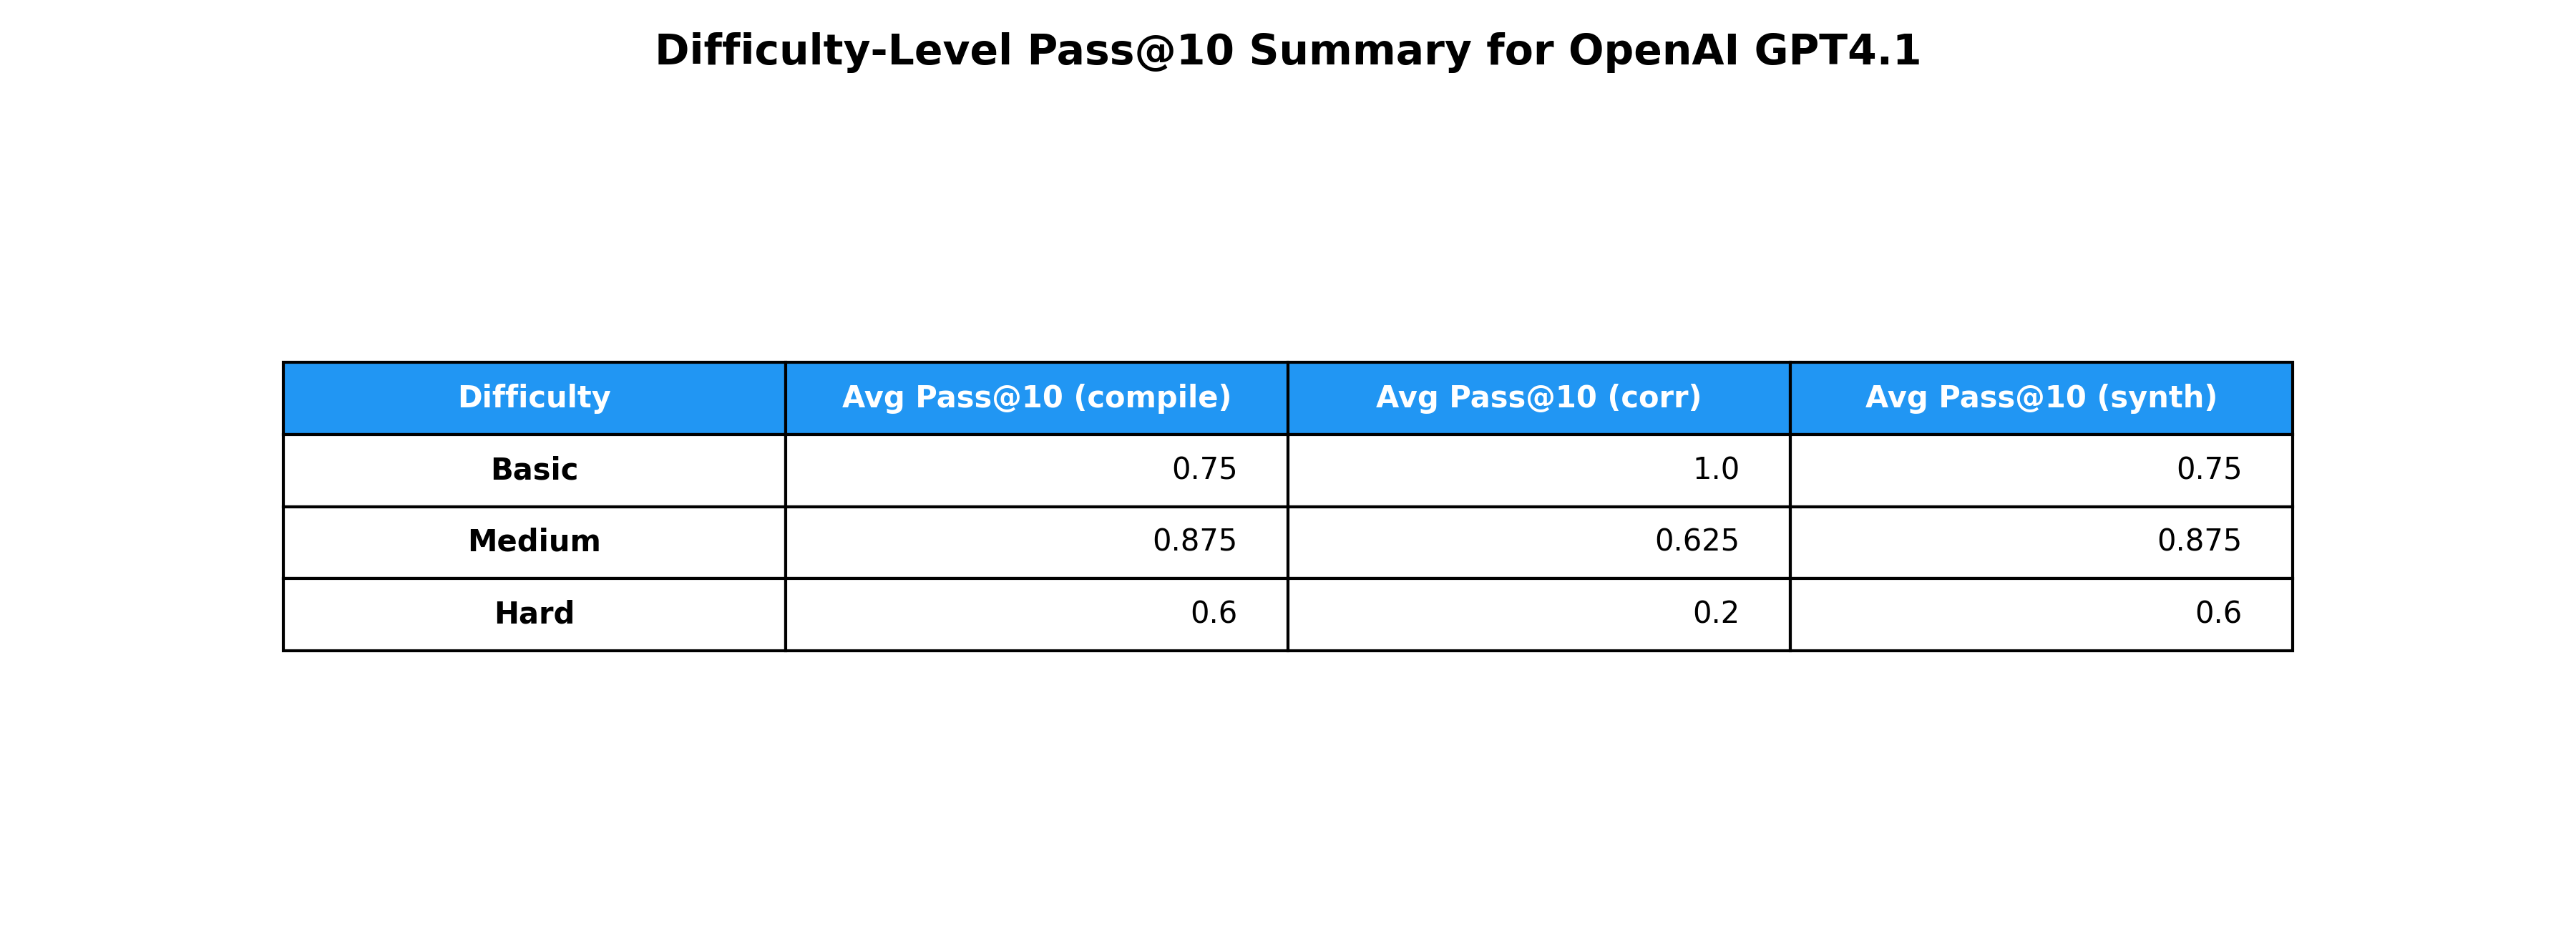 Difficulty-Level Pass@10 Summary for OpenAI GPT4.1
Difficulty Avg Pass@10 (compile) Avg Pass@10 (corr) Avg Pass@10 (synth)
Basic 0.75 1.0 0.75
Medium 0.875 0.625 0.875
Hard 0.6 0.2 0.6